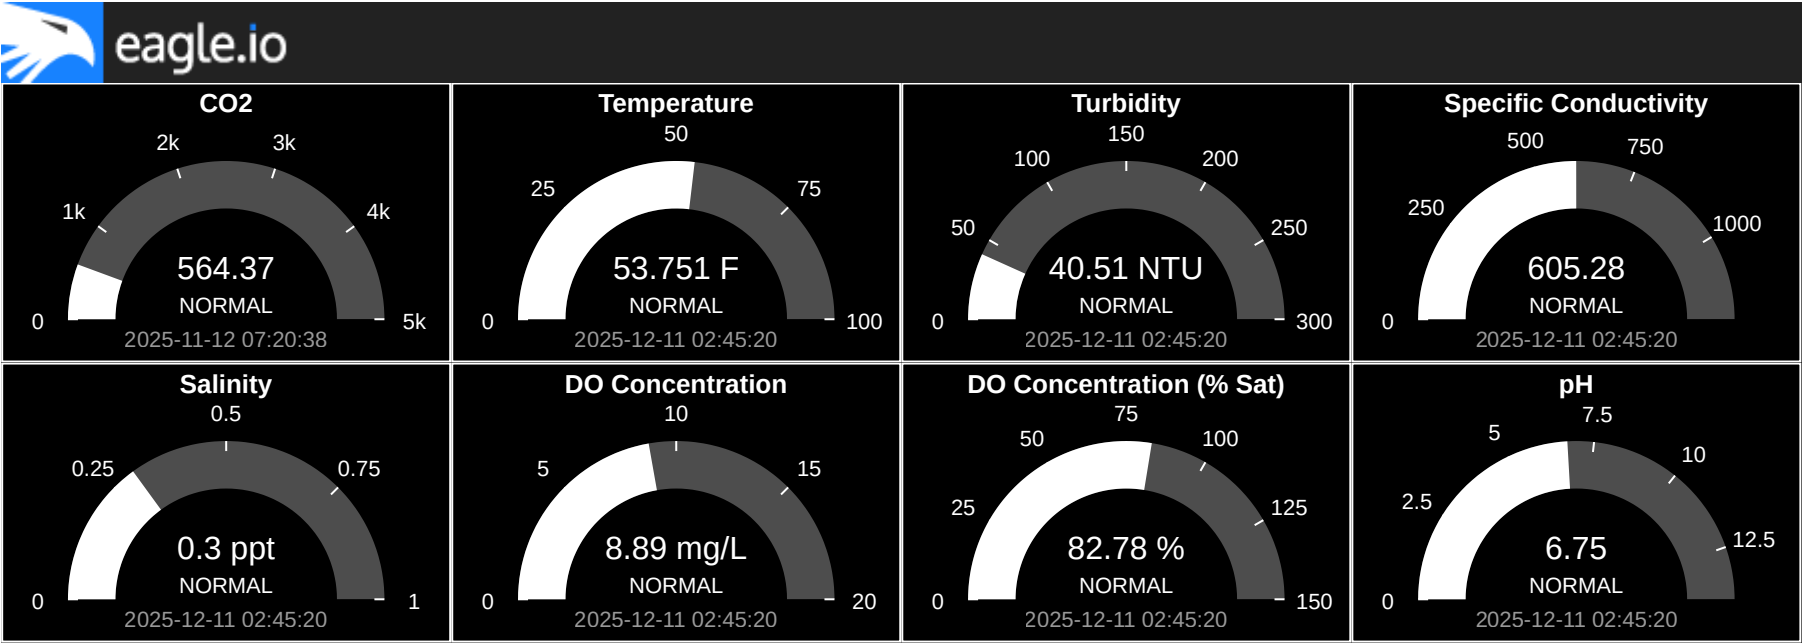 eagle.io
CO2
0
1k
2k
3k
4k
5k
564.37
NORMAL
2025-11-12 07:20:38
Temperature
0
25
50
75
100
53.751 F
NORMAL
2025-12-11 02:45:20
Turbidity
0
50
100
150
200
250
300
40.51 NTU
NORMAL
2025-12-11 02:45:20
Specific Conductivity
0
250
500
750
1000
605.28
NORMAL
2025-12-11 02:45:20
Salinity
0
0.25
0.5
0.75
1
0.3 ppt
NORMAL
2025-12-11 02:45:20
DO Concentration
0
5
10
15
20
8.89 mg/L
NORMAL
2025-12-11 02:45:20
DO Concentration (% Sat)
0
25
50
75
100
125
150
82.78 %
NORMAL
2025-12-11 02:45:20
pH
0
2.5
5
7.5
10
12.5
6.75
NORMAL
2025-12-11 02:45:20